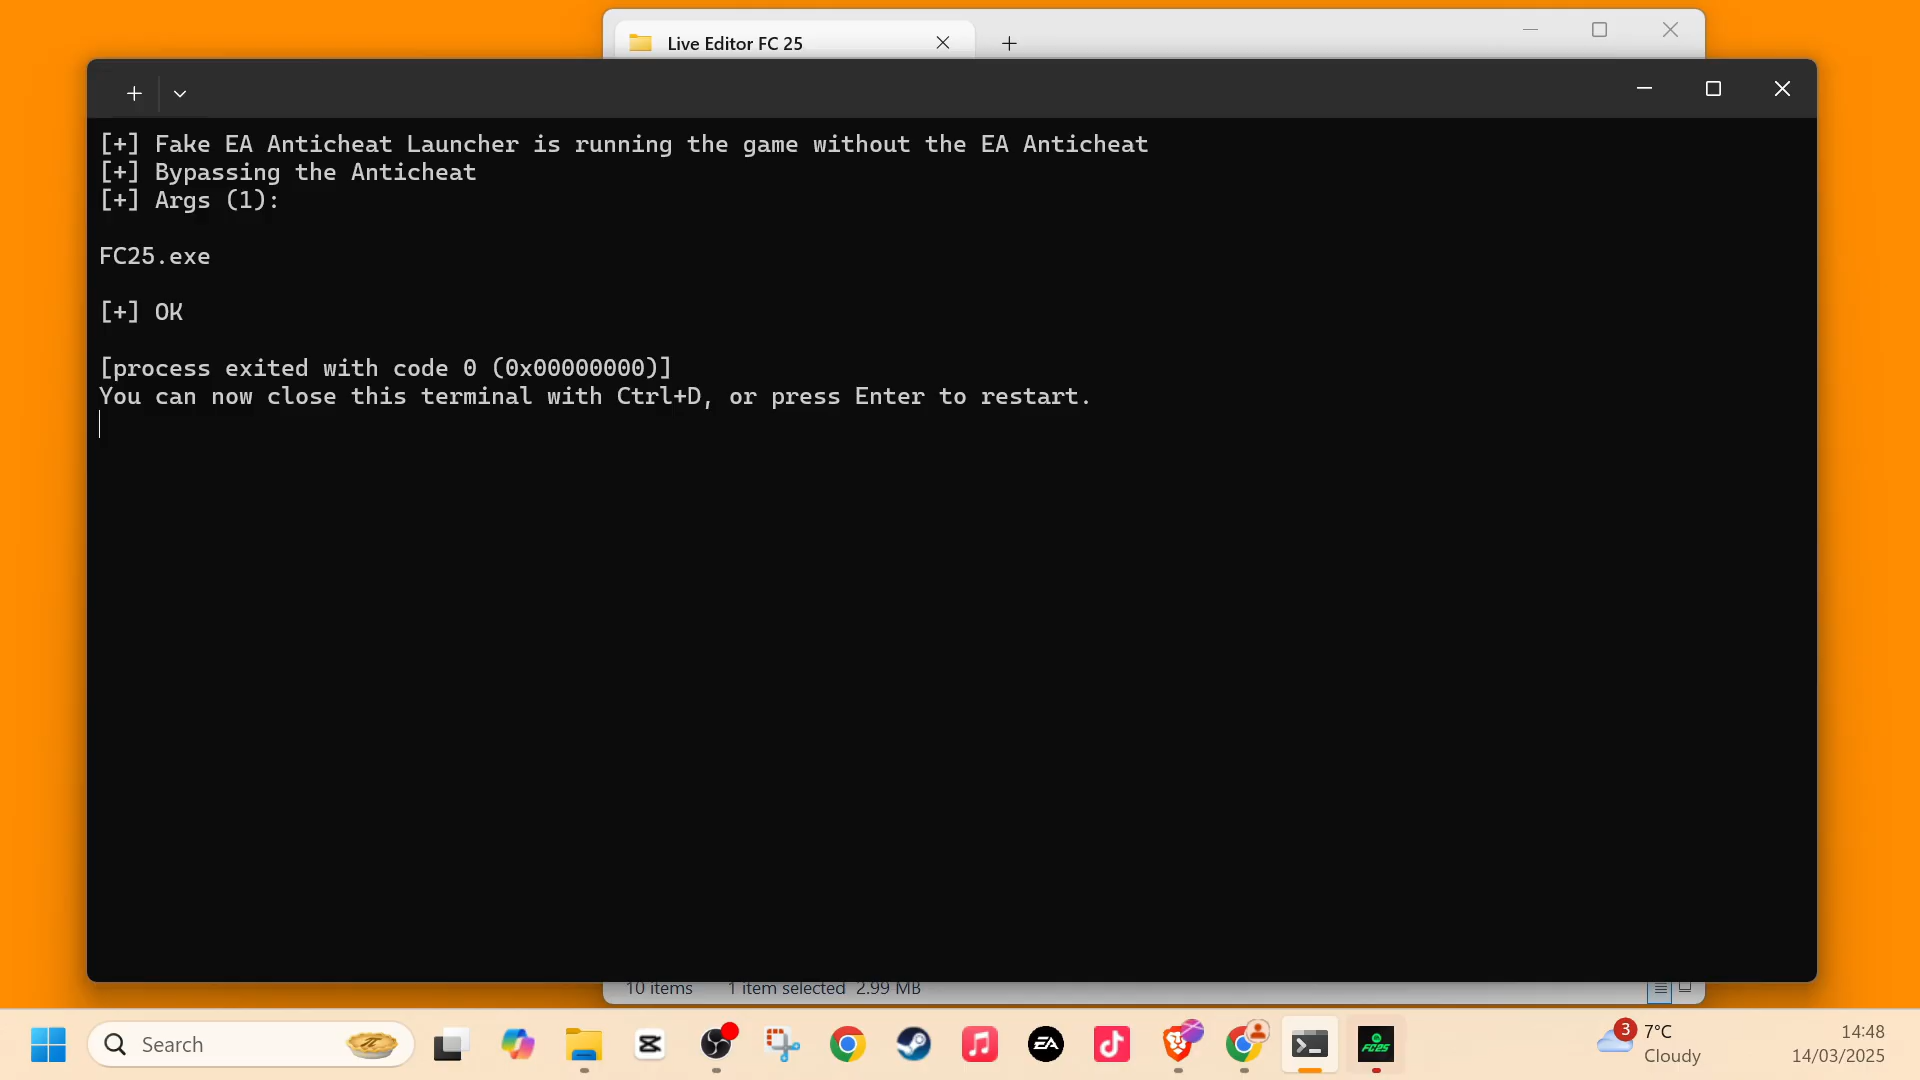 Live Editor FC 25
[+] Fake EA Anticheat Launcher is running the game without the EA Anticheat
[+] Bypassing the Anticheat
[+] Args (1):
FC25.exe
[+] OK
[process exited with code 0 (0x00000000)]
You can now close this terminal with Ctrl+D, or press Enter to restart.
10 items 1 item selected 2.99 MB
Search
EA
FC25
3
7°C
Cloudy
14:48
14/03/2025